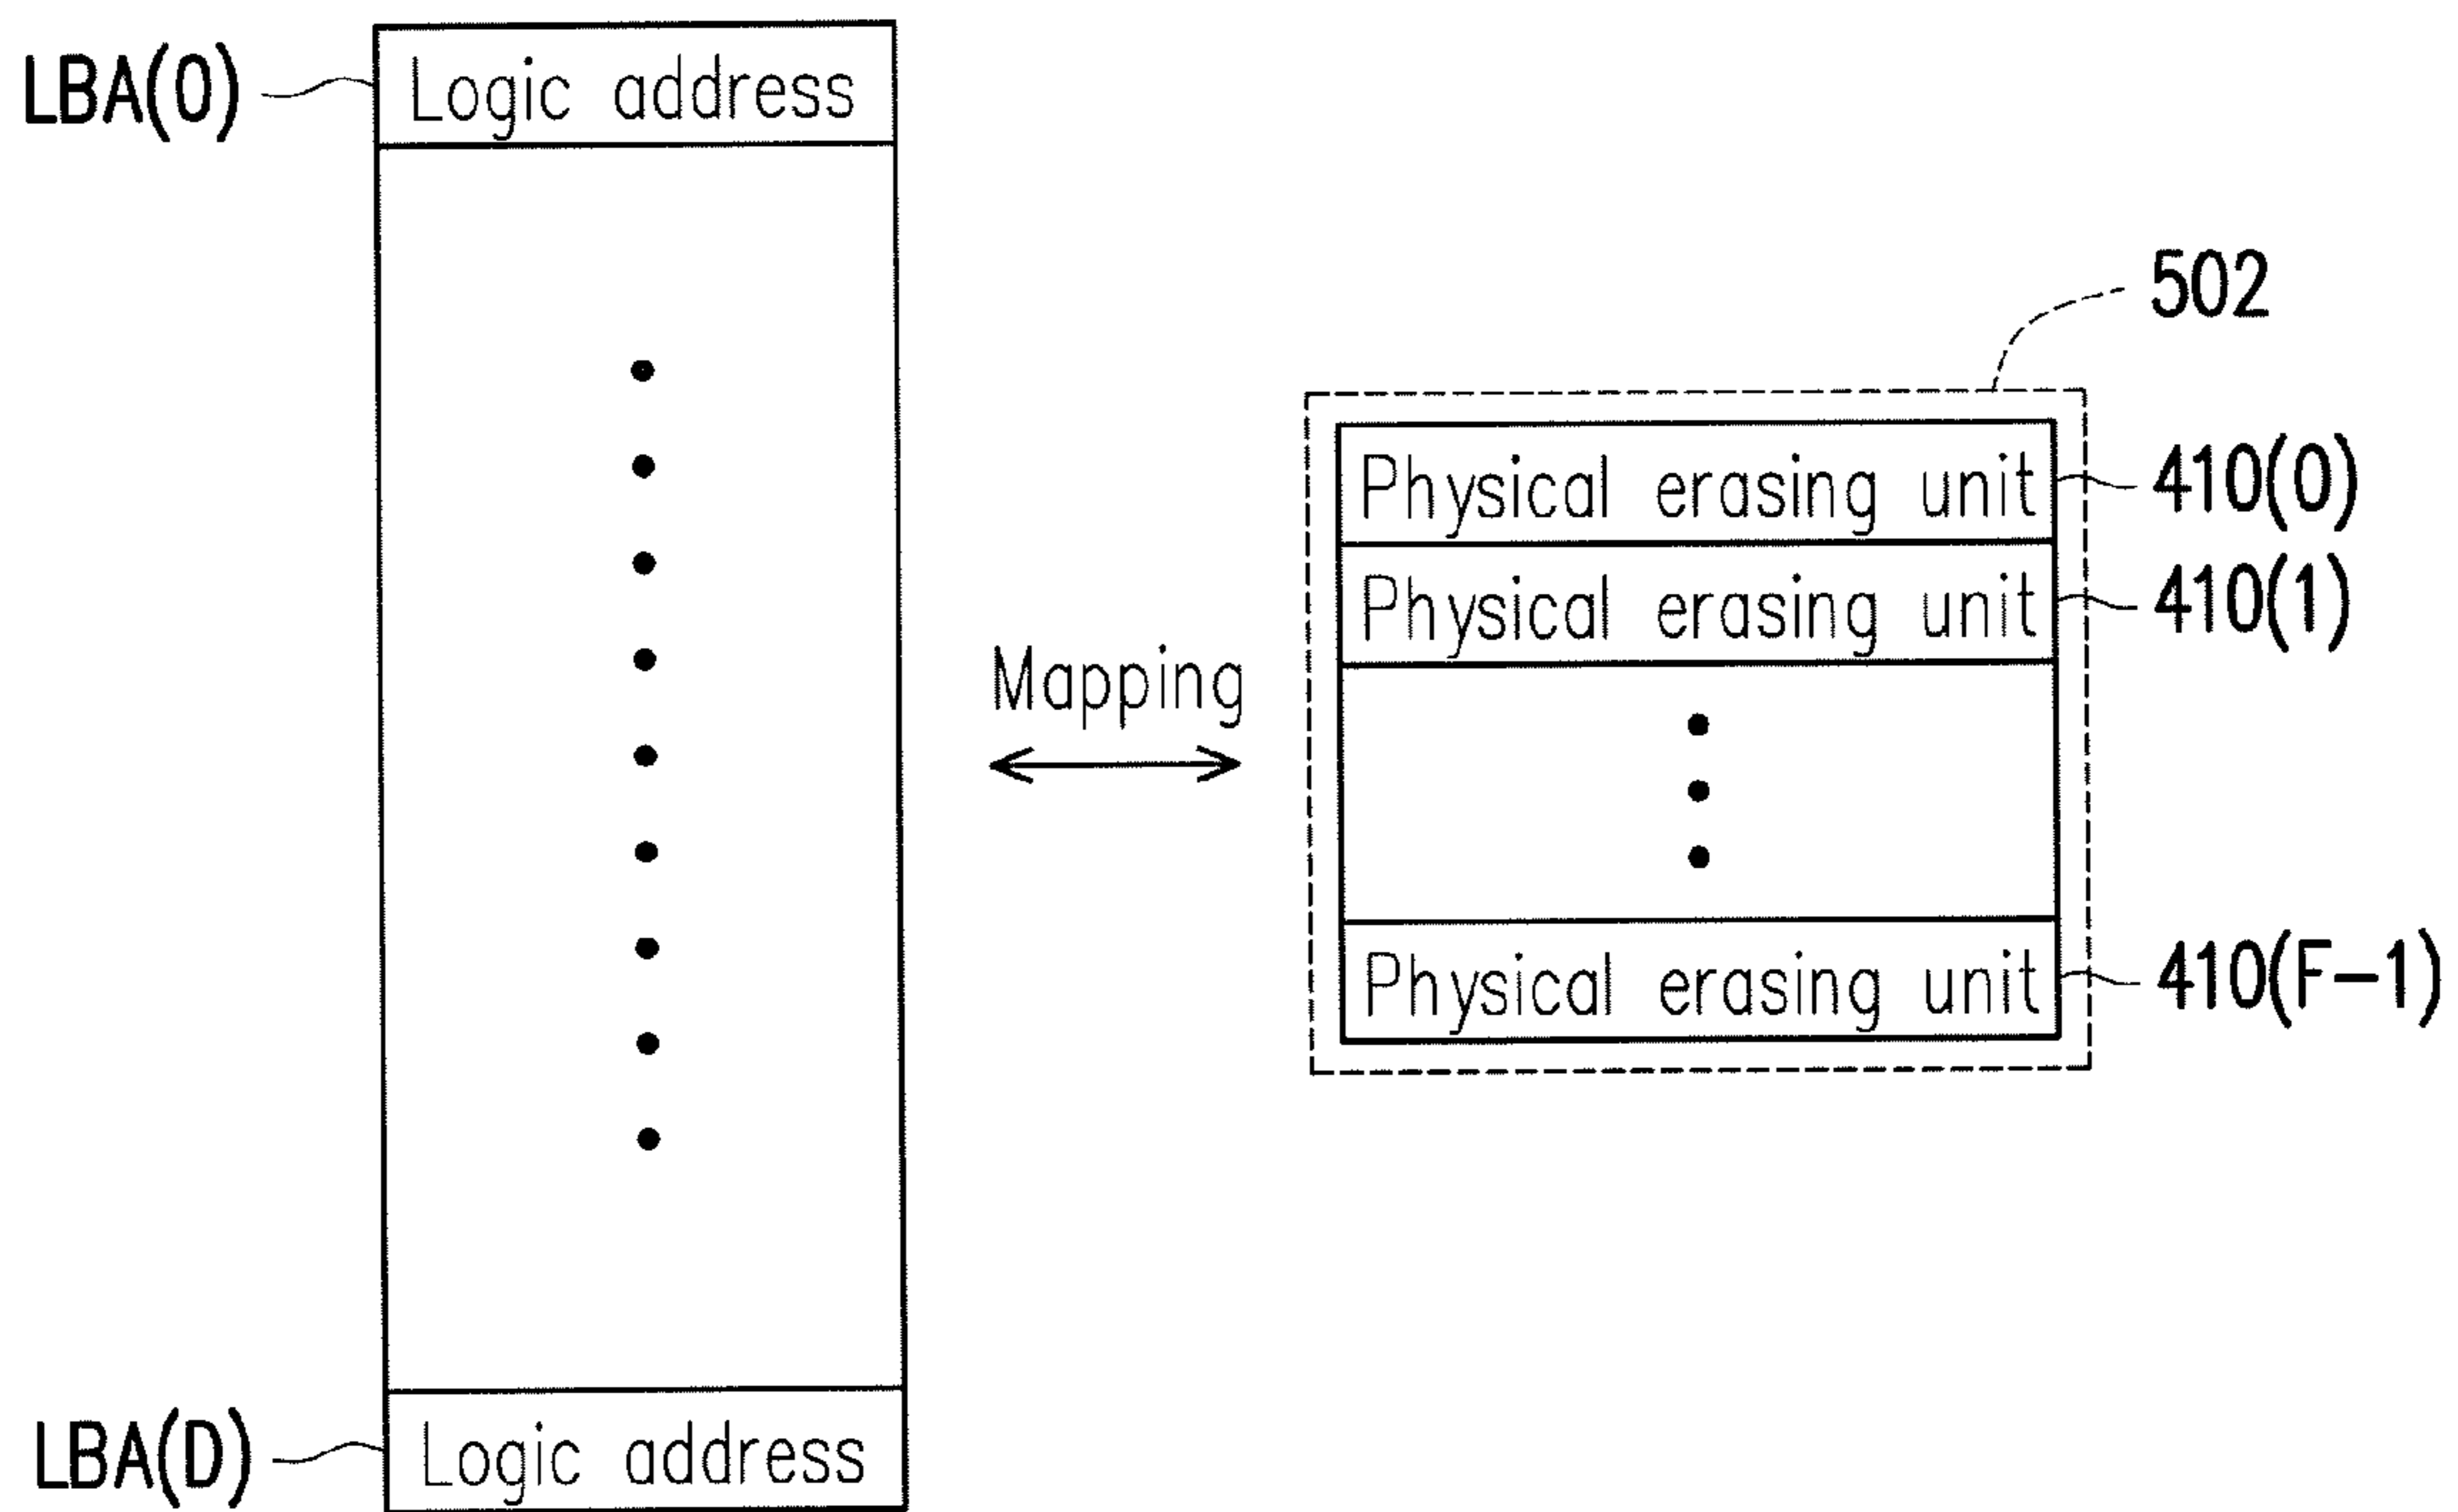 LBA(0)
Logic address
502
Physical erasing unit
410(0)
Physical erasing unit
410(1)
Mapping
Physical erasing unit
410(F-1)
LBA(D)
Logic address